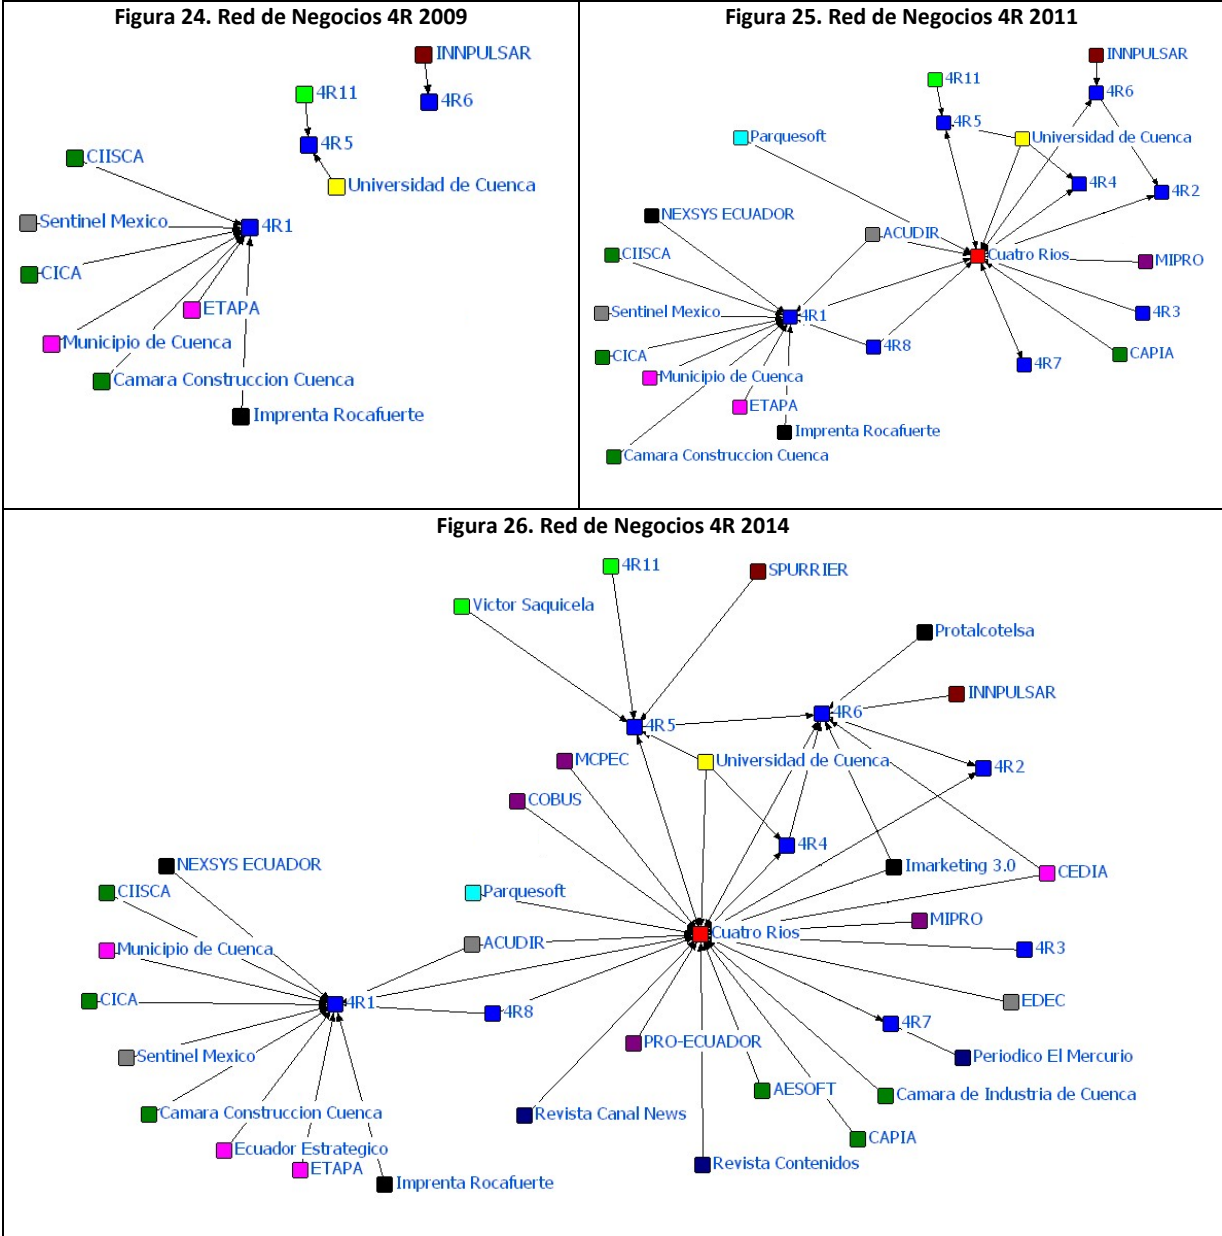 Figura 24. Red de Negocios 4R 2009
INNPULSAR
4R11
4R6
4R5
CIISCA
Universidad de Cuenca
Sentinel Mexico
4R1
CICA
ETAPA
Municipio de Cuenca
Camara Construccion Cuenca
Imprenta Rocafuerte
Figura 25. Red de Negocios 4R 2011
INNPULSAR
4R11
4R6
4R5
Parquesoft
Universidad de Cuenca
4R4
4R2
NEXSYS ECUADOR
ACUDIR
CIISCA
Cuatro Rios
MIPRO
Sentinel Mexico
4R1
4R3
4R8
CICA
CAPIA
4R7
Municipio de Cuenca
ETAPA
Imprenta Rocafuerte
Camara Construccion Cuenca
Figura 26. Red de Negocios 4R 2014
4R11
SPURRIER
Victor Saquicela
Protalcotelsa
INNPULSAR
4R6
4R5
MCPEC
Universidad de Cuenca
4R2
COBUS
4R4
NEXSYS ECUADOR
Imarketing 3.0
CEDIA
CIISCA
Parquesoft
MIPRO
Cuatro Rios
ACUDIR
Municipio de Cuenca
4R3
CICA
4R1
EDEC
4R8
4R7
PRO-ECUADOR
Sentinel Mexico
Periodico El Mercurio
AESOFT
Camara de Industria de Cuenca
Camara Construccion Cuenca
Revista Canal News
CAPIA
Ecuador Estrategico
Revista Contenidos
ETAPA
Imprenta Rocafuerte